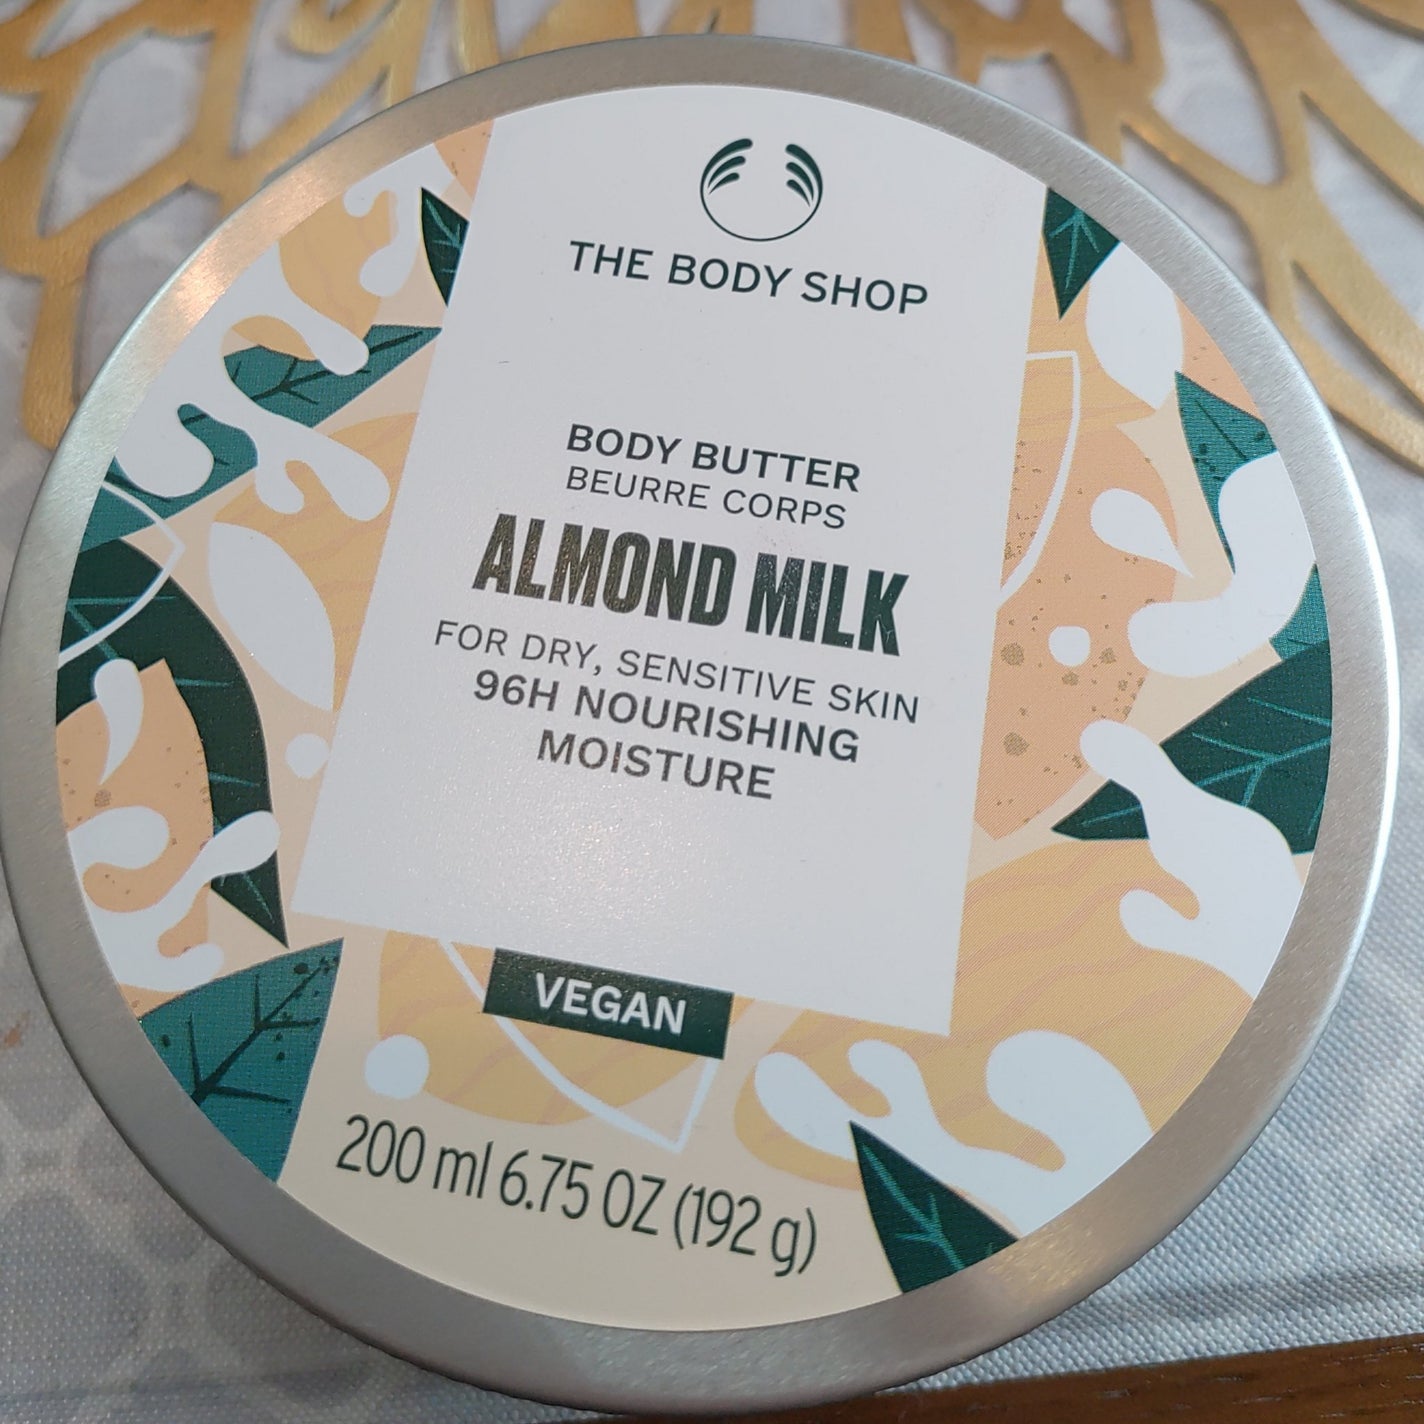 THE BODY SHOP
BODY BUTTER
BEURRE CORPS
ALMOND MILK
FOR DRY, SENSITIVE SKIN
96H NOURISHING
MOISTURE
VEGAN
200 ml 6.75 OZ (192 g)